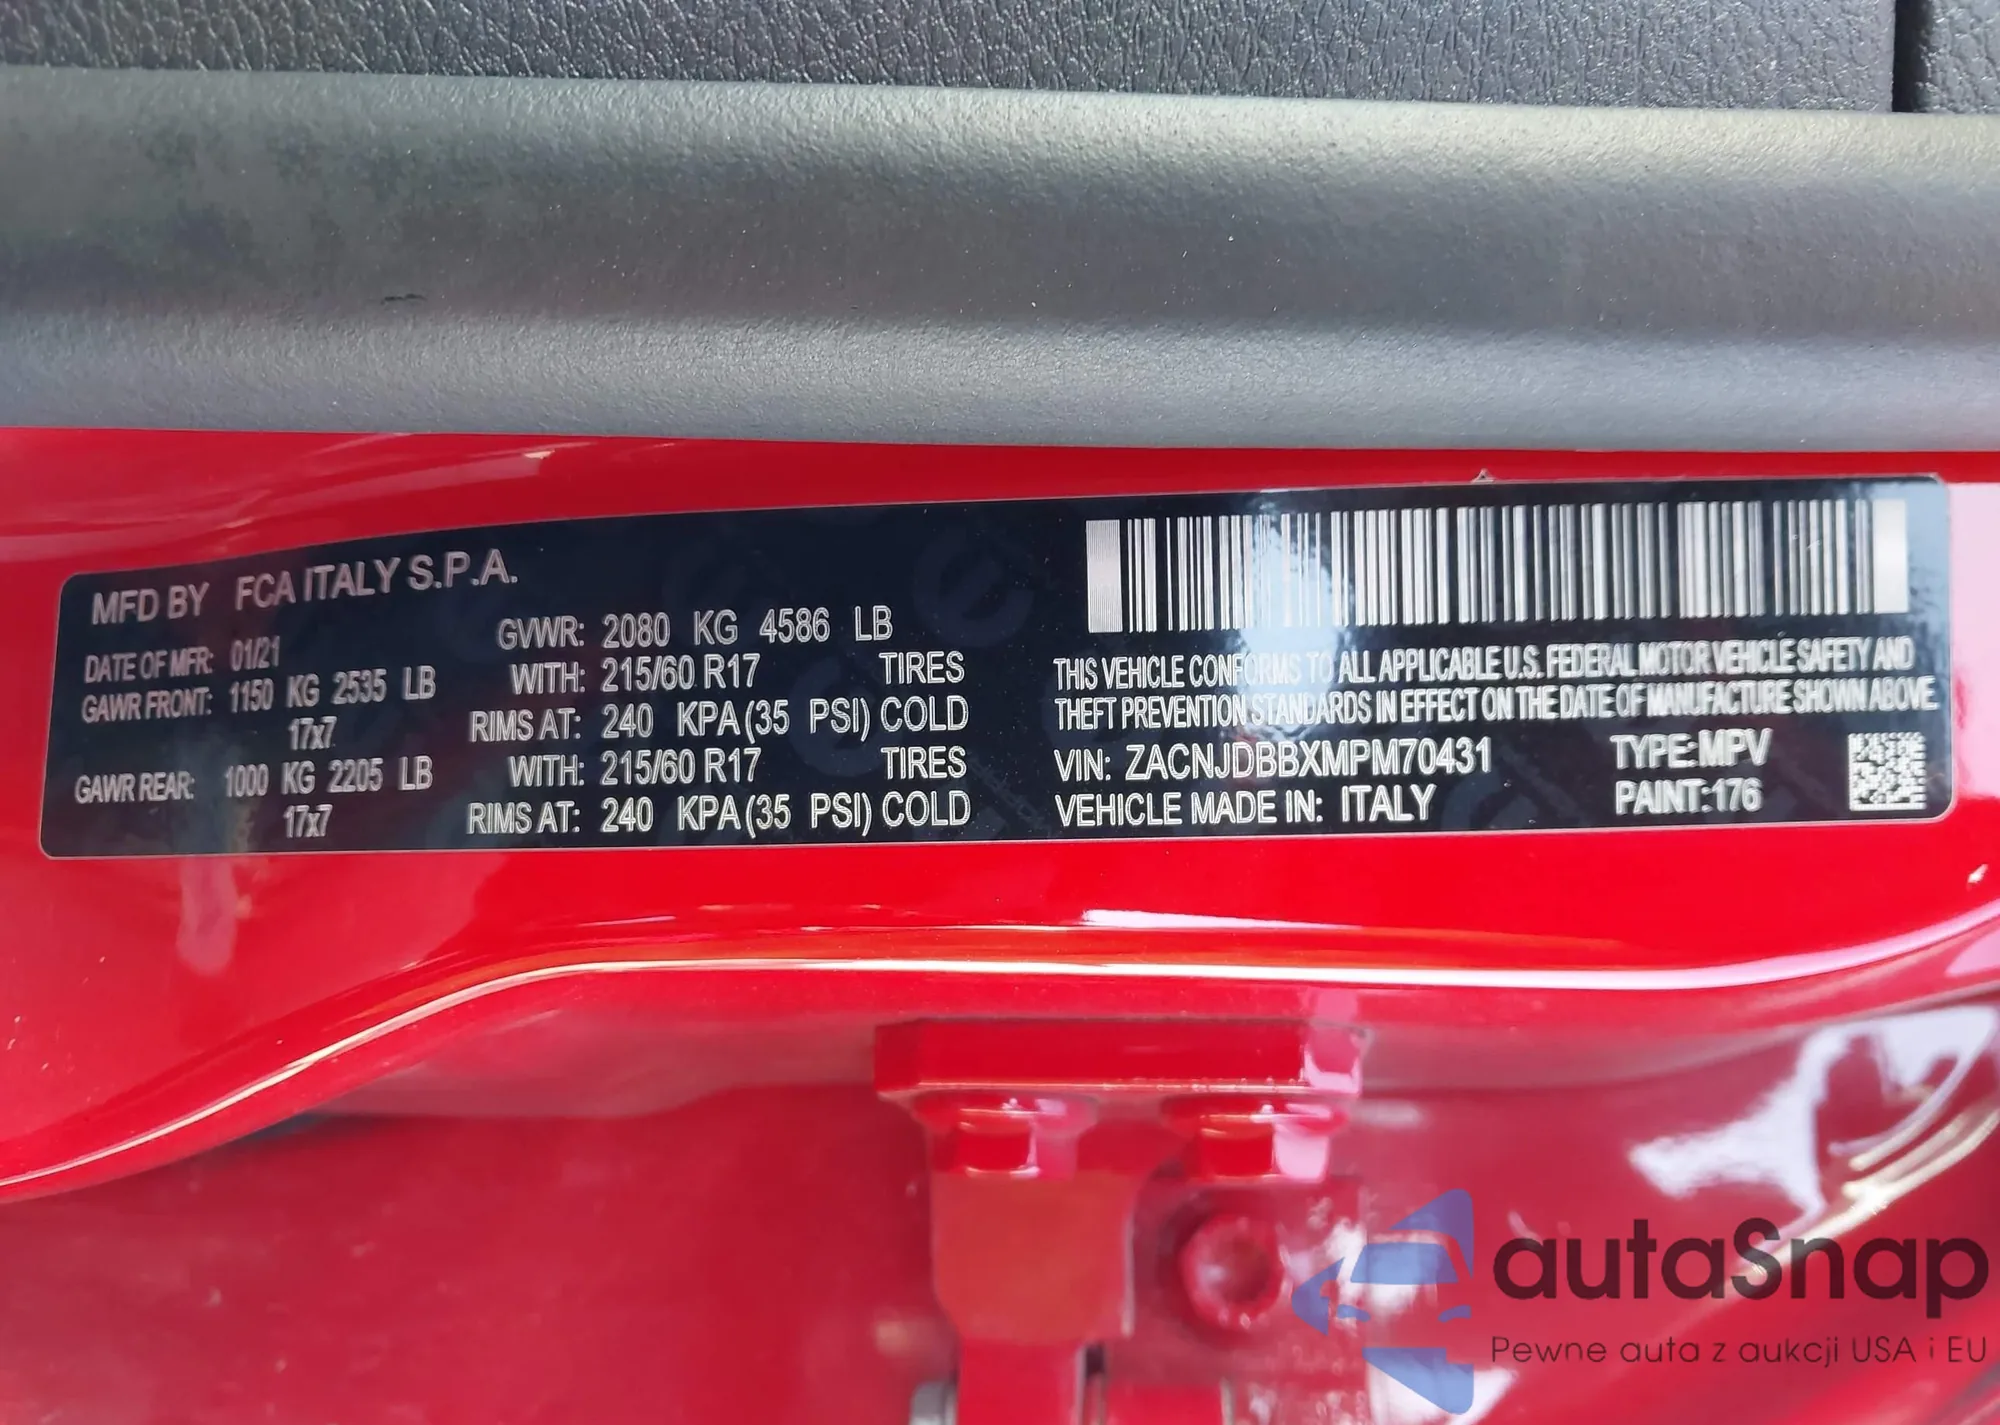 MFD BY FCA ITALY S.P.A.
DATE OF MFR: 01/21 GVWR: 2080 KG 4586 LB
GAWR FRONT: 1150 KG 2535 LB WITH: 215/60 R17 TIRES
17x7 RIMS AT: 240 KPA (35 PSI) COLD
GAWR REAR: 1000 KG 2205 LB WITH: 215/60 R17 TIRES
17x7 RIMS AT: 240 KPA (35 PSI) COLD
THIS VEHICLE CONFORMS TO ALL APPLICABLE U.S. FEDERAL MOTOR VEHICLE SAFETY AND
THEFT PREVENTION STANDARDS IN EFFECT ON THE DATE OF MANUFACTURE SHOWN ABOVE.
VIN: ZACNJDBBXMPM70431 TYPE:MPV
VEHICLE MADE IN: ITALY PAINT:176
autaSnap
Pewne auta z aukcji USA i EU